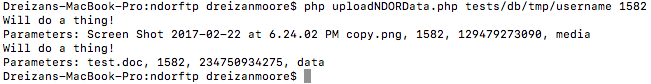 Dreizans-MacBook-Pro:ndorftp dreizanmoore$ php uploadNDORData.php tests/db/tmp/username 1582
Will do a thing!
Parameters: Screen Shot 2017-02-22 at 6.24.02 PM copy.png, 1582, 129479273090, media
Will do a thing!
Parameters: test.doc, 1582, 234750934275, data
Dreizans-MacBook-Pro:ndorftp dreizanmoore$